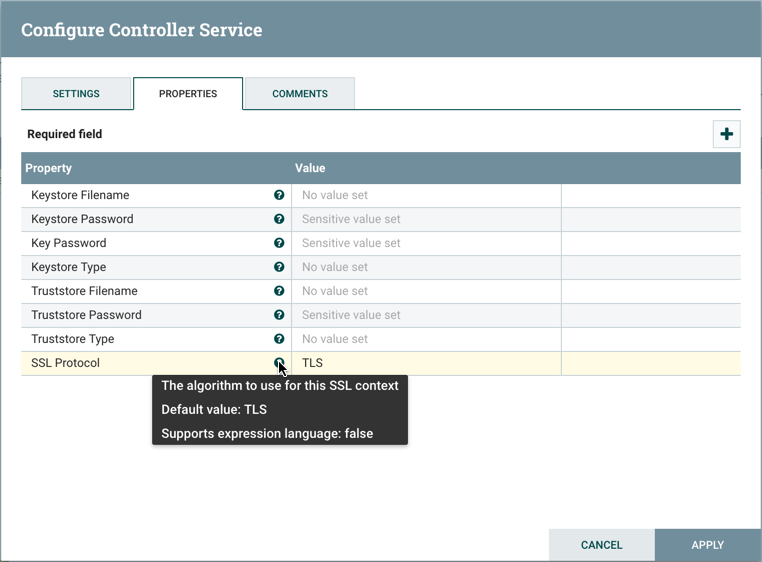 Configure Controller Service
SETTINGS PROPERTIES COMMENTS
Required field
Property Value
Keystore Filename No value set
Keystore Password Sensitive value set
Key Password Sensitive value set
Keystore Type No value set
Truststore Filename No value set
Truststore Password Sensitive value set
Truststore Type No value set
SSL Protocol TLS
The algorithm to use for this SSL context
Default value: TLS
Supports expression language: false
CANCEL APPLY